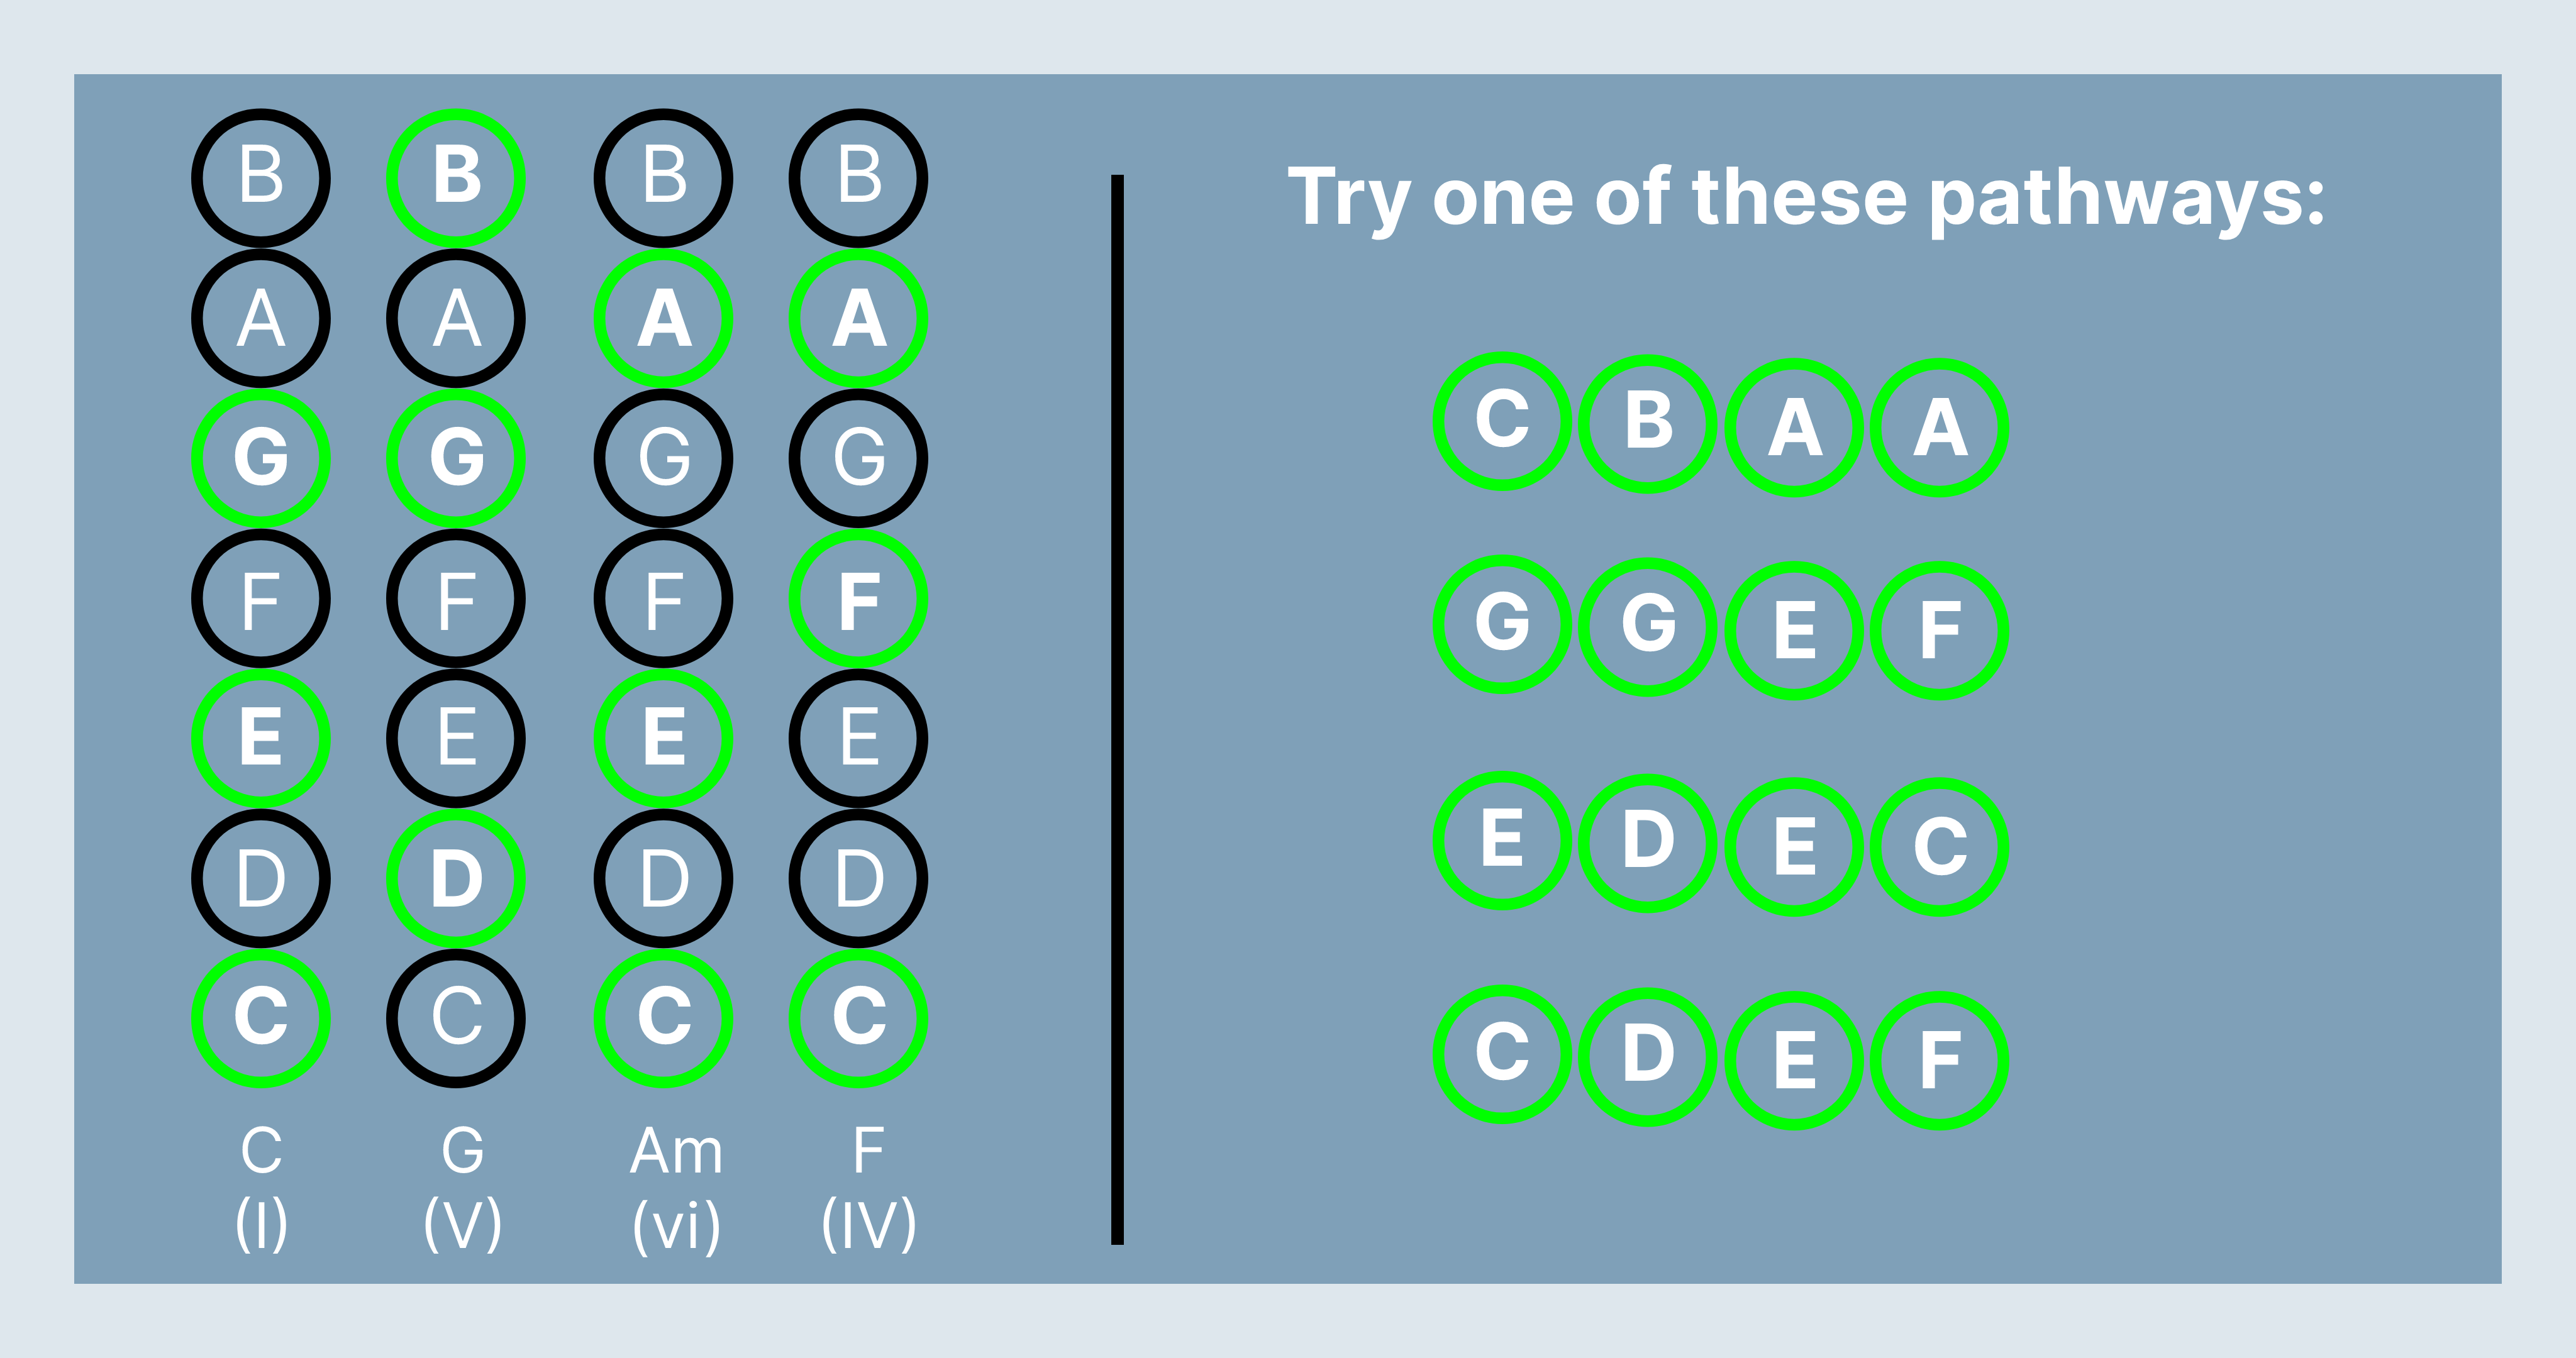 B B B B
A A A A
G G G G
F F F F
E E E E
D D D D
C C C C
C G Am F
(I) (V) (vi) (IV)
Try one of these pathways:
C B A A
G G E F
E D E C
C D E F